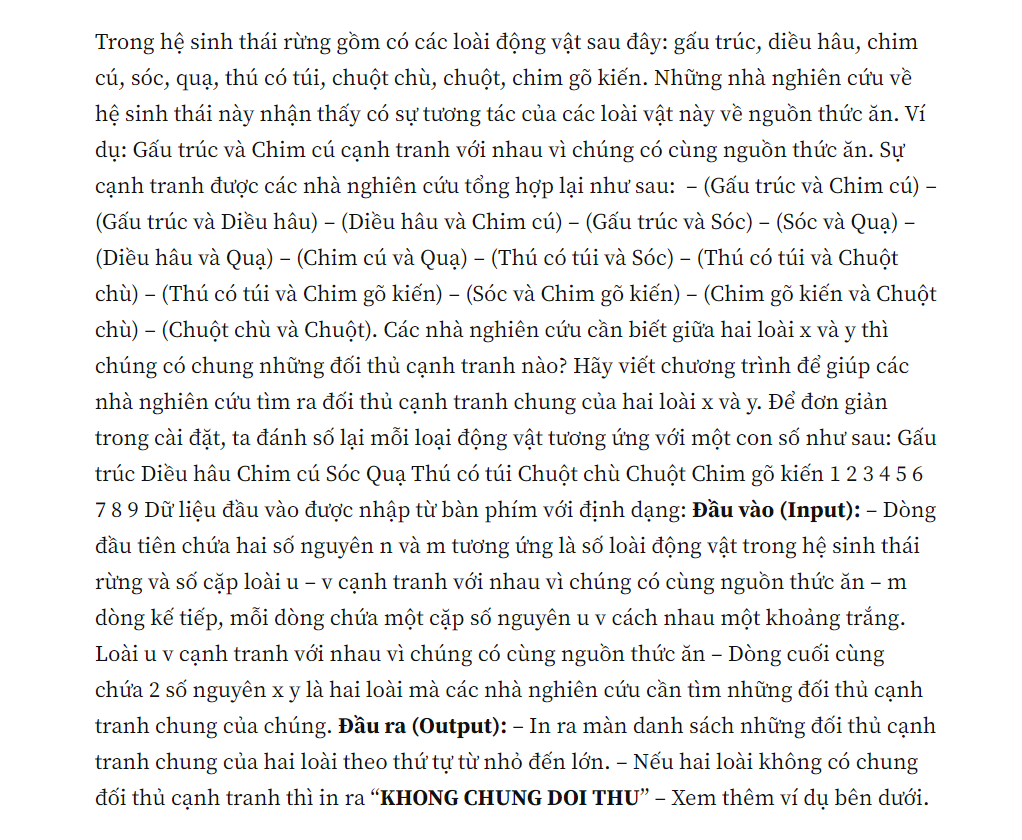 Trong hệ sinh thái rừng gồm có các loài động vật sau đây: gấu trúc, diều hâu, chim
cú, sóc, quạ, thú có túi, chuột chù, chuột, chim gõ kiến. Những nhà nghiên cứu về
hệ sinh thái này nhận thấy có sự tương tác của các loài vật này về nguồn thức ăn. Ví
dụ: Gấu trúc và Chim cú cạnh tranh với nhau vì chúng có cùng nguồn thức ăn. Sự
cạnh tranh được các nhà nghiên cứu tổng hợp lại như sau: – (Gấu trúc và Chim cú) –
(Gấu trúc và Diều hâu) – (Diều hâu và Chim cú) – (Gấu trúc và Sóc) – (Sóc và Quạ) –
(Diều hâu và Quạ) – (Chim cú và Quạ) – (Thú có túi và Sóc) – (Thú có túi và Chuột
chù) – (Thú có túi và Chim gõ kiến) – (Sóc và Chim gõ kiến) – (Chim gõ kiến và Chuột
chù) – (Chuột chù và Chuột). Các nhà nghiên cứu cần biết giữa hai loài x và y thì
chúng có chung những đối thủ cạnh tranh nào? Hãy viết chương trình để giúp các
nhà nghiên cứu tìm ra đối thủ cạnh tranh chung của hai loài x và y. Để đơn giản
trong cài đặt, ta đánh số lại mỗi loại động vật tương ứng với một con số như sau: Gấu
trúc Diều hâu Chim cú Sóc Quạ Thú có túi Chuột chù Chuột Chim gõ kiến 1 2 3 4 5 6
7 8 9 Dữ liệu đầu vào được nhập từ bàn phím với định dạng: Đầu vào (Input): – Dòng
đầu tiên chứa hai số nguyên n và m tương ứng là số loài động vật trong hệ sinh thái
rừng và số cặp loài u – v cạnh tranh với nhau vì chúng có cùng nguồn thức ăn – m
dòng kế tiếp, mỗi dòng chứa một cặp số nguyên u v cách nhau một khoảng trắng.
Loài u v cạnh tranh với nhau vì chúng có cùng nguồn thức ăn – Dòng cuối cùng
chứa 2 số nguyên x y là hai loài mà các nhà nghiên cứu cần tìm những đối thủ cạnh
tranh chung của chúng. Đầu ra (Output): – In ra màn danh sách những đối thủ cạnh
tranh chung của hai loài theo thứ tự từ nhỏ đến lớn. – Nếu hai loài không có chung
đối thủ cạnh tranh thì in ra “KHONG CHUNG DOI THU” – Xem thêm ví dụ bên dưới.